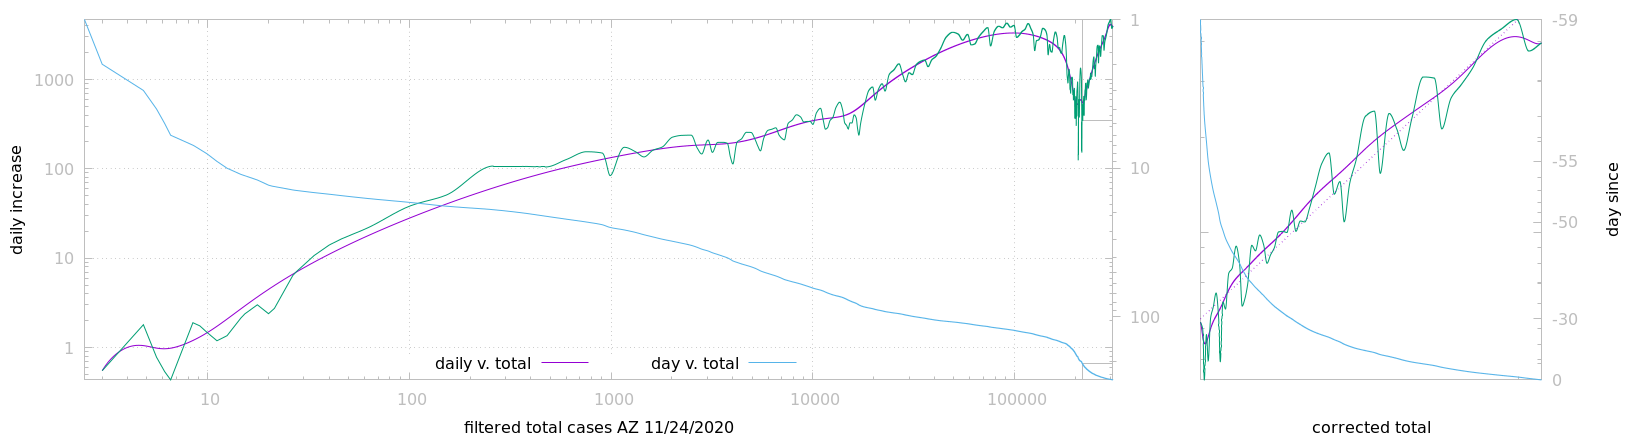 daily increase
1000
100
10
1
10
100
1000
10000
100000
daily v. total
day v. total
filtered total cases AZ 11/24/2020
1
10
100
-59
-55
-50
-30
0
day since
corrected total